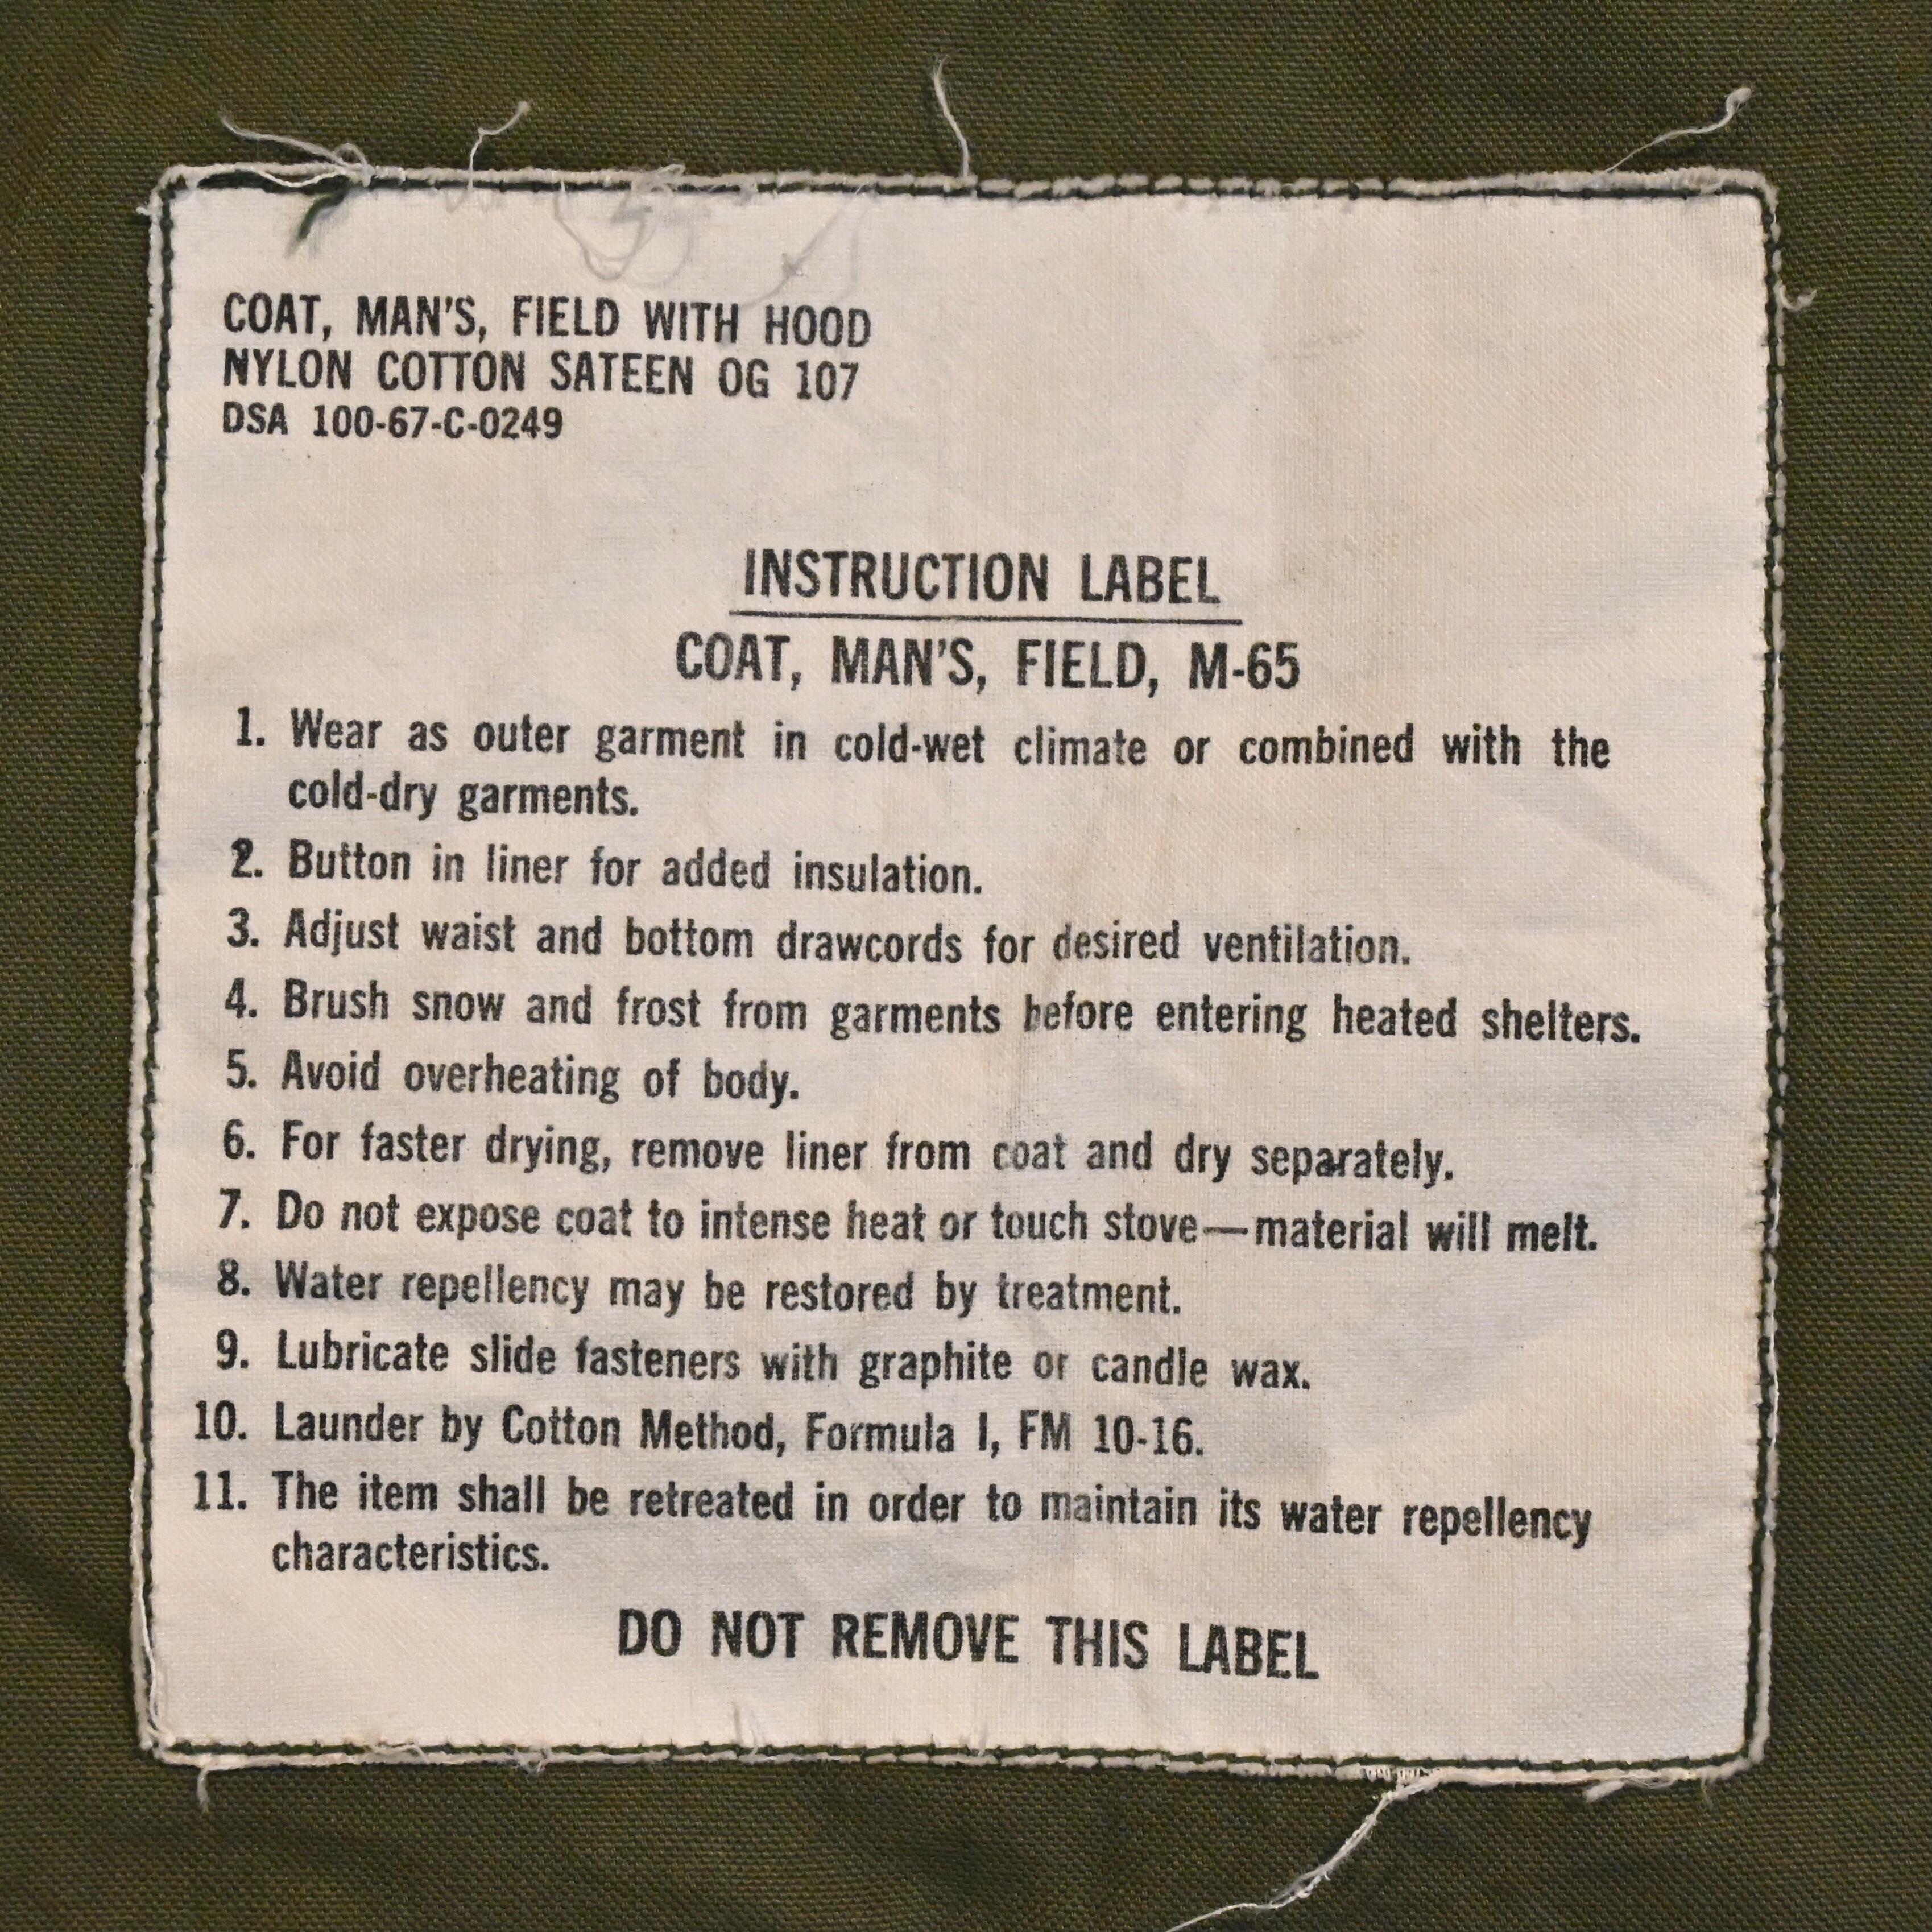 COAT, MAN'S, FIELD WITH HOOD
NYLON COTTON SATEEN OG 107
DSA 100-67-C-0249
INSTRUCTION LABEL
COAT, MAN'S, FIELD, M-65
1. Wear as outer garment in cold-wet climate or combined with the
cold-dry garments.
2. Button in liner for added insulation.
3. Adjust waist and bottom drawcords for desired ventilation.
4. Brush snow and frost from garments before entering heated shelters.
5. Avoid overheating of body.
6. For faster drying, remove liner from coat and dry separately.
7. Do not expose coat to intense heat or touch stove—material will melt.
8. Water repellency may be restored by treatment.
9. Lubricate slide fasteners with graphite or candle wax.
10. Launder by Cotton Method, Formula I, FM 10-16.
11. The item shall be retreated in order to maintain its water repellency
characteristics.
DO NOT REMOVE THIS LABEL